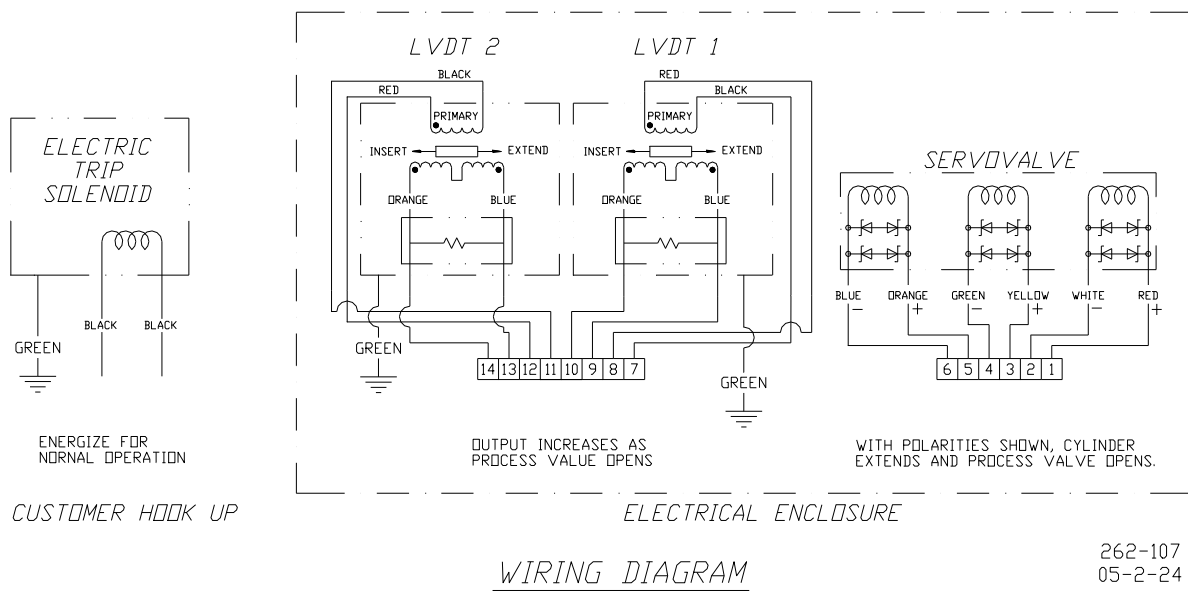 ELECTRIC
TRIP
SOLENOID
BLACK
BLACK
GREEN
ENERGIZE FOR
NORNAL OPERATION
CUSTOMER HOOK UP
LVDT 2
BLACK
RED
PRIMARY
INSERT
EXTEND
ORANGE
BLUE
GREEN
LVDT 1
RED
BLACK
PRIMARY
INSERT
EXTEND
ORANGE
BLUE
GREEN
14 13 12 11 10 9 8 7
OUTPUT INCREASES AS
PROCESS VALUE OPENS
SERVOVALVE
BLUE ORANGE GREEN YELLOW WHITE RED
- + - + - +
6 5 4 3 2 1
WITH POLARITIES SHOWN, CYLINDER
EXTENDS AND PROCESS VALVE OPENS.
ELECTRICAL ENCLOSURE
WIRING DIAGRAM
262-107
05-2-24